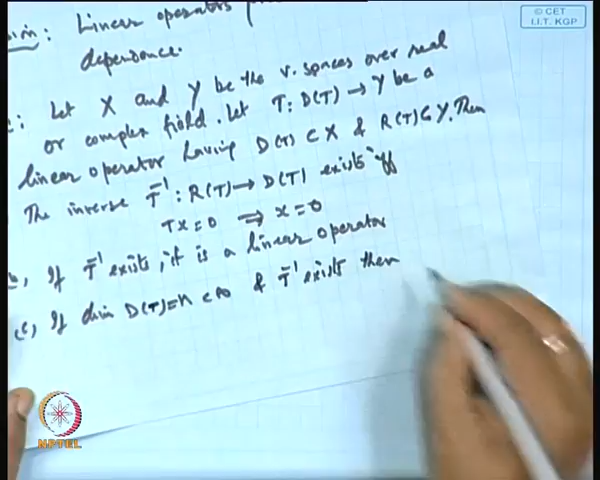 © CET
I.I.T. KGP
Linear operators
dependence.
: Let X and Y be the v. spaces over real
or complex field. Let T: D(T) → Y be a
linear operator having D(T) ⊂ X & R(T) ⊂ Y. Then
The inverse T⁻¹: R(T) → D(T) exists iff
Tx = 0 ⟹ x = 0
b, If T⁻¹ exists, it is a linear operator
(c, If dim D(T) = n < ∞ & T⁻¹ exists then
NPTEL